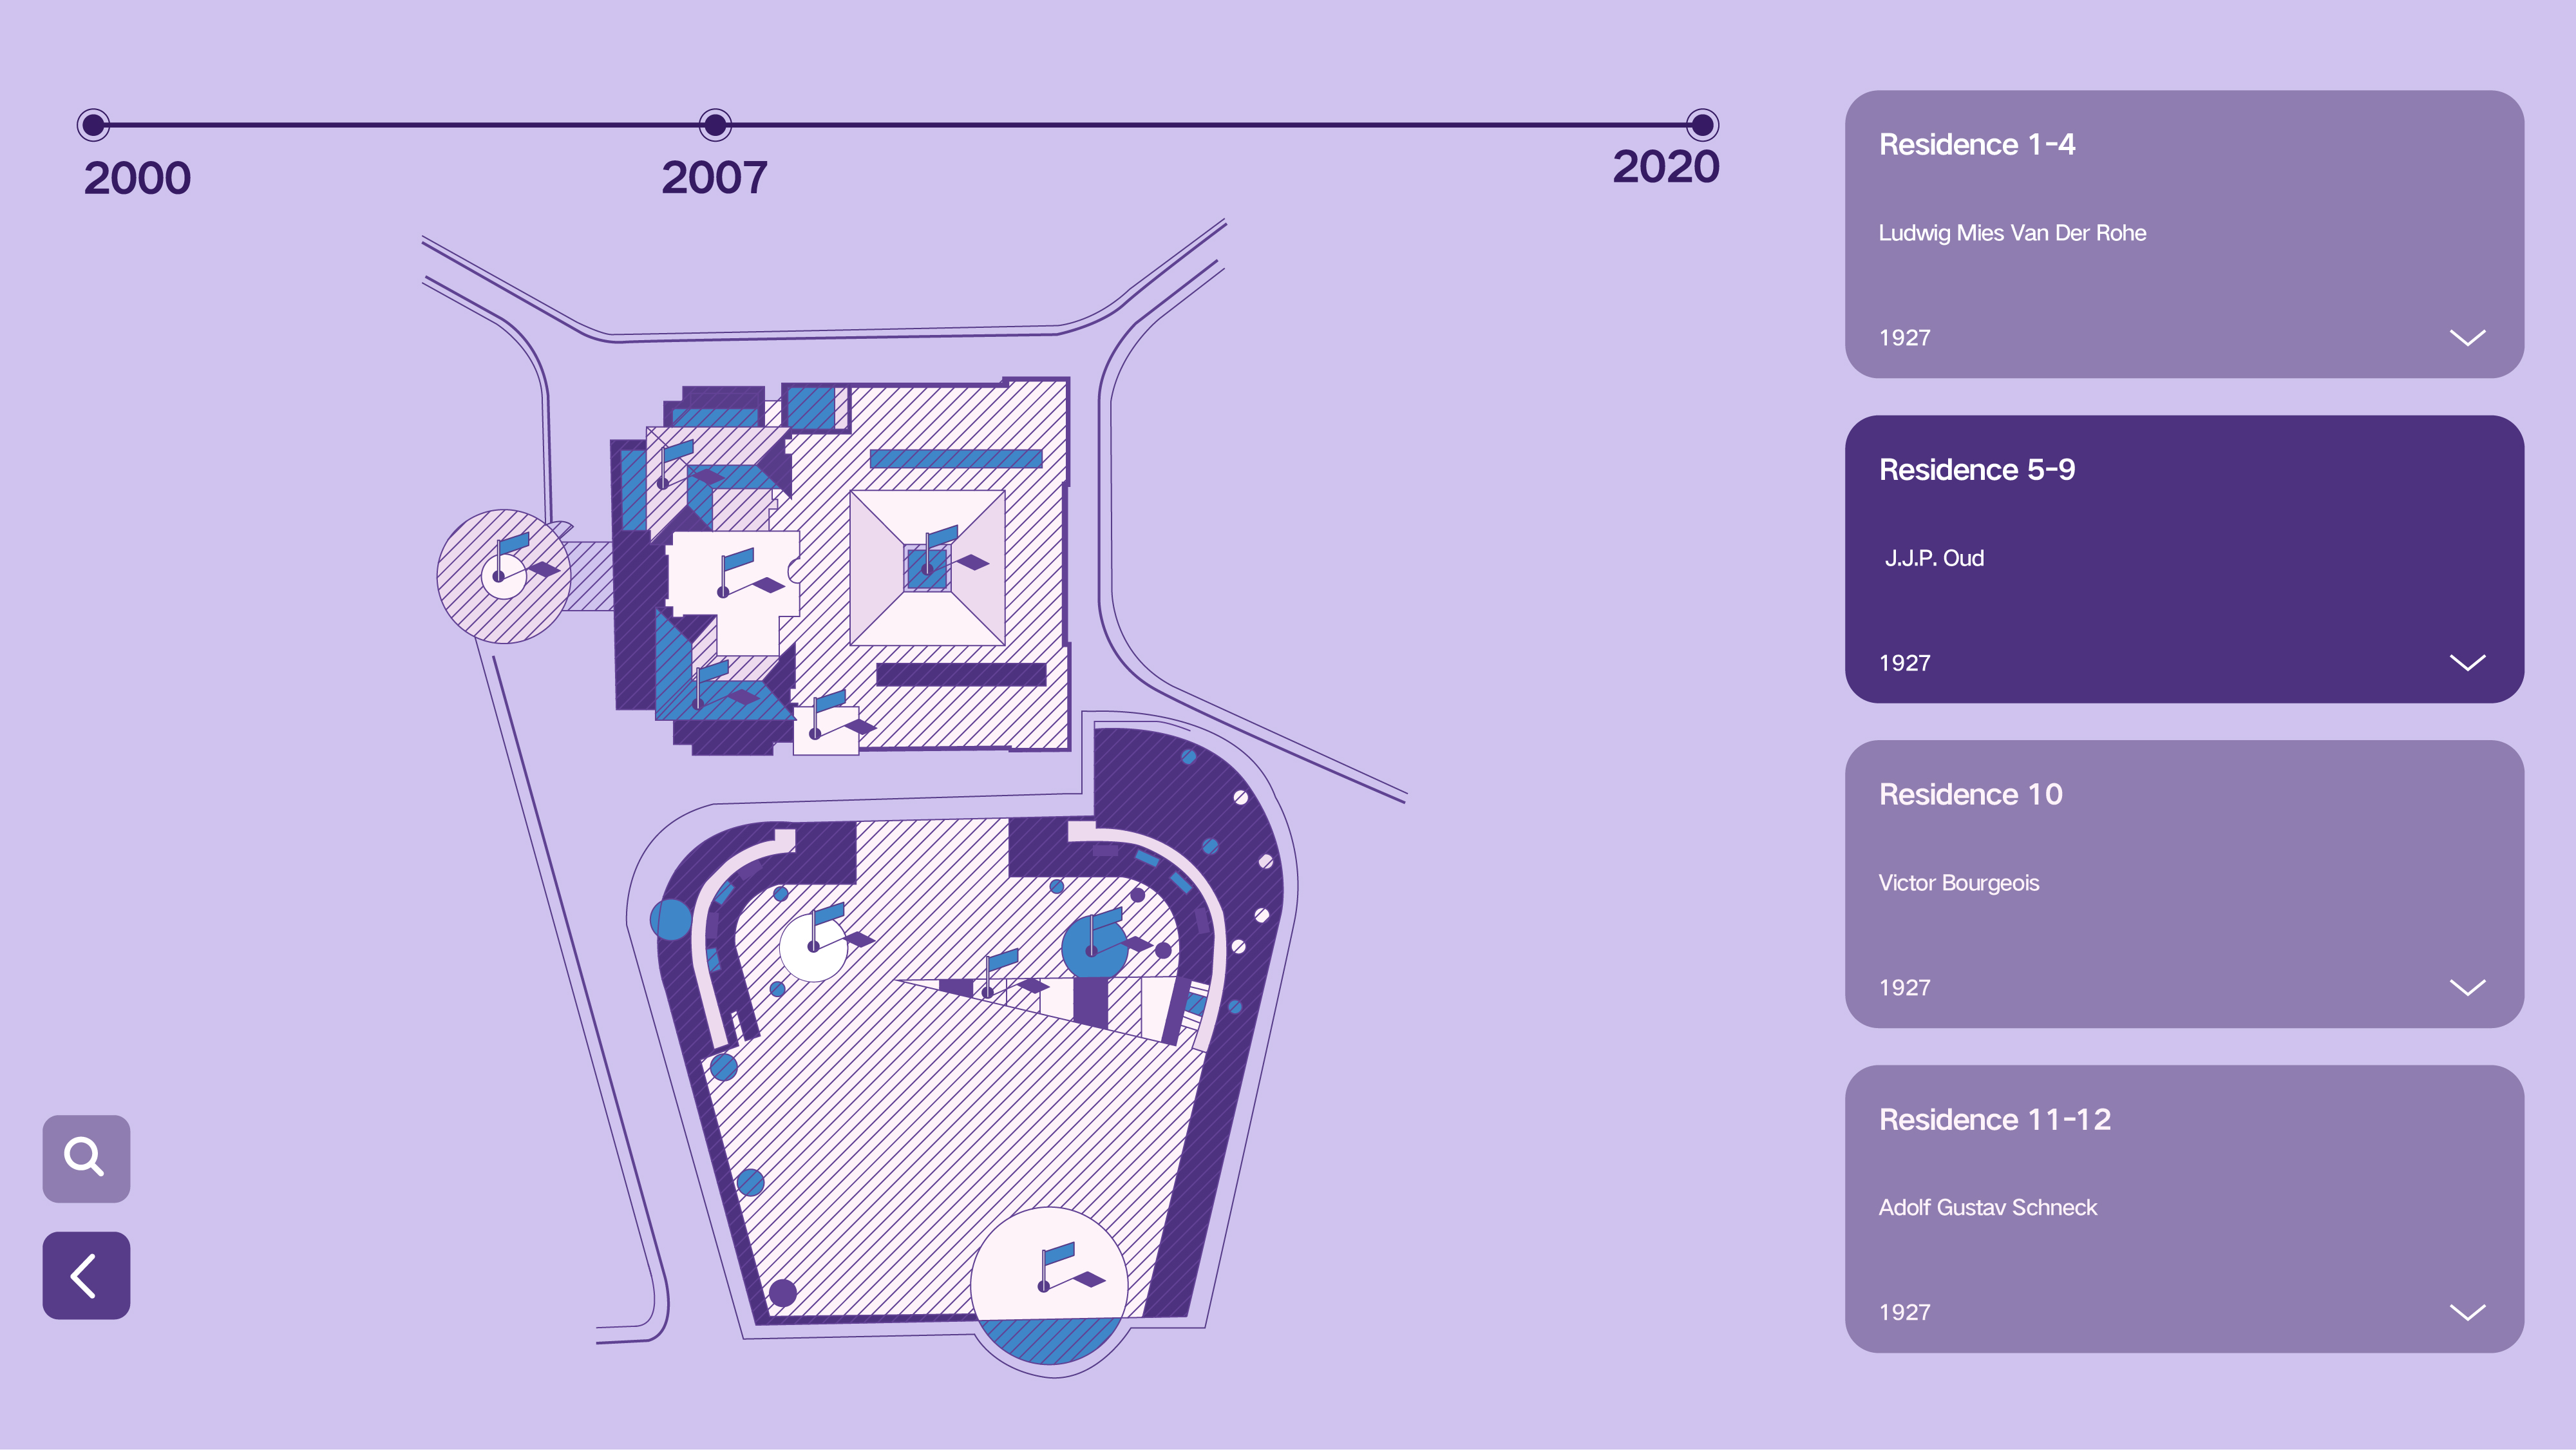 2000
2007
2020
Residence 1-4
Ludwig Mies Van Der Rohe
1927
Residence 5-9
J.J.P. Oud
1927
Residence 10
Victor Bourgeois
1927
Residence 11-12
Adolf Gustav Schneck
1927